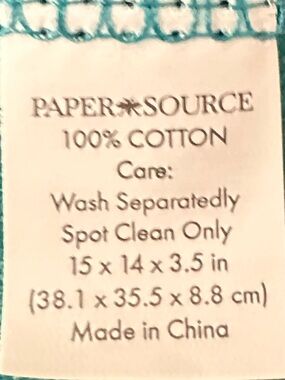 PAPER✳SOURCE
100% COTTON
Care:
Wash Separatedly
Spot Clean Only
15 x 14 x 3.5 in
(38.1 x 35.5 x 8.8 cm)
Made in China